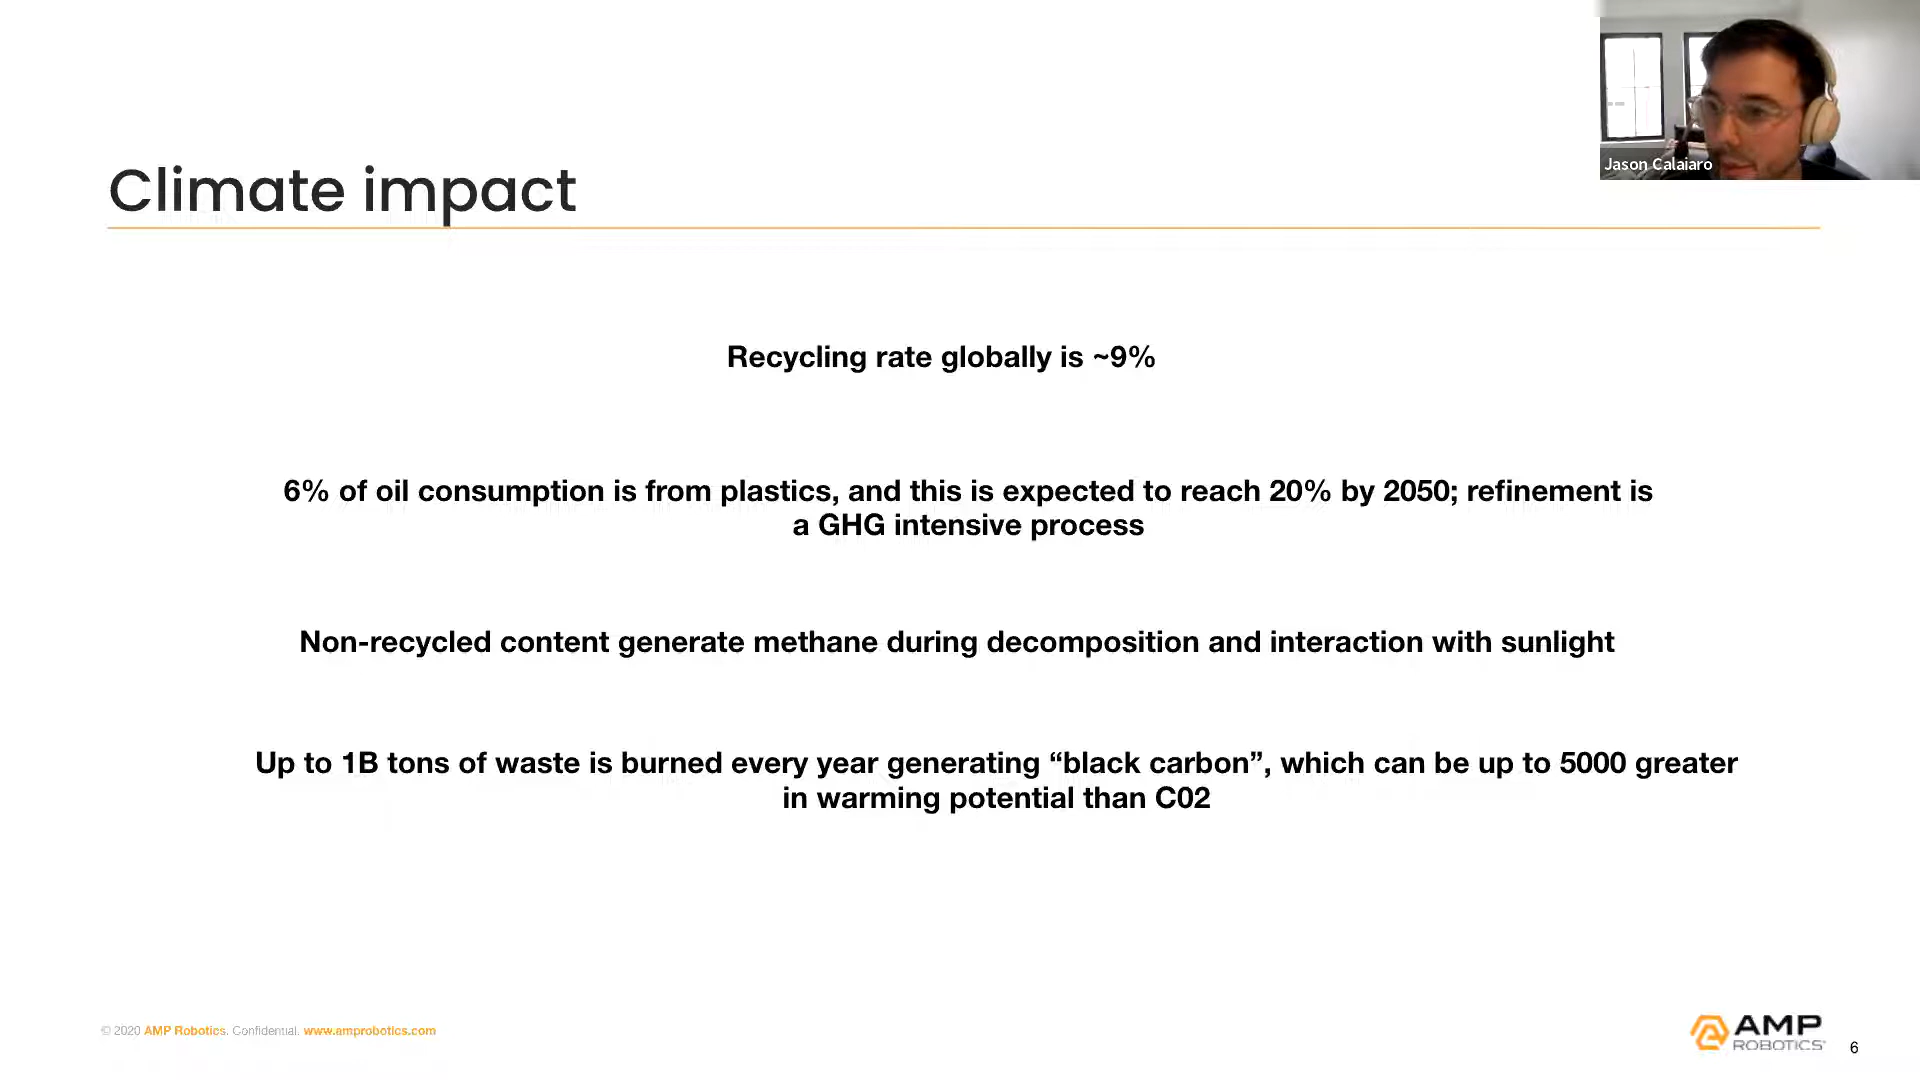 Jason Calaiaro
Climate impact
Recycling rate globally is ~9%
6% of oil consumption is from plastics, and this is expected to reach 20% by 2050; refinement is
a GHG intensive process
Non-recycled content generate methane during decomposition and interaction with sunlight
Up to 1B tons of waste is burned every year generating “black carbon”, which can be up to 5000 greater
in warming potential than C02
© 2020 AMP Robotics. Confidential. www.amprobotics.com
AMP
ROBOTICS
6